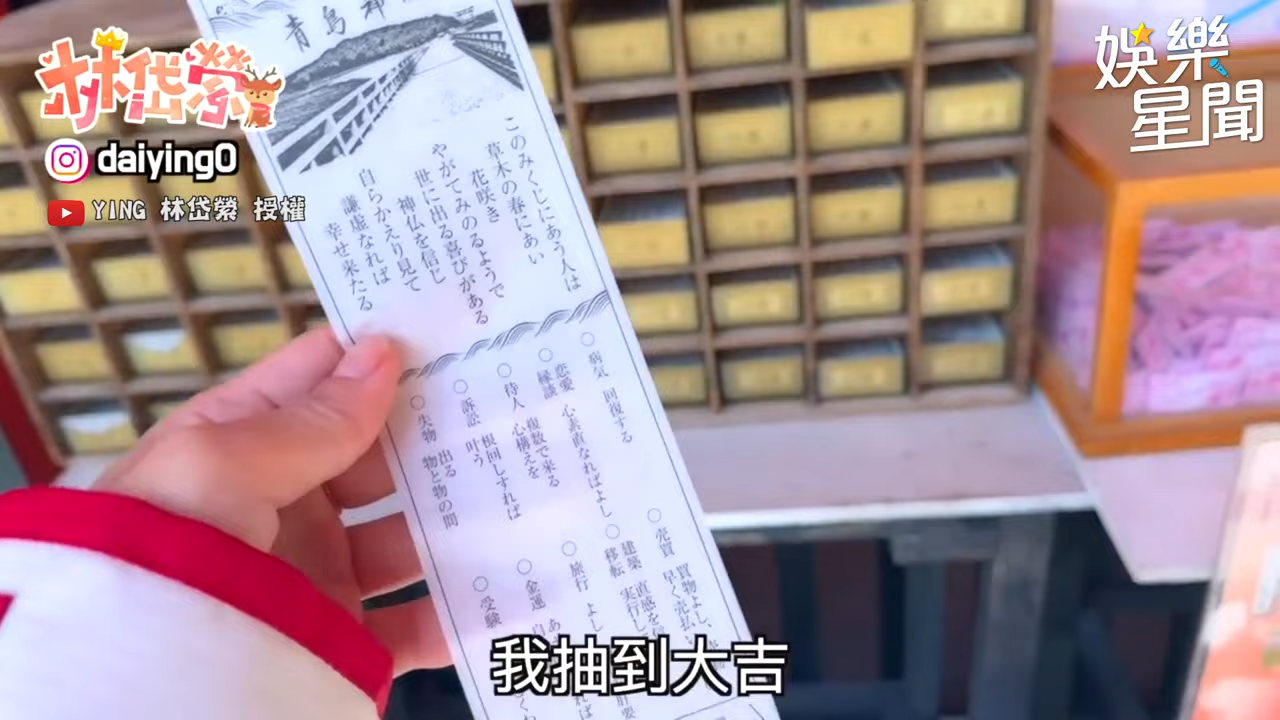 林岱縈
daiying0
YING 林岱縈 授權
娛樂
星聞
青島
このみくじにあう人は
草木の春にあい
花咲き
やがてみのるようで
世に出る喜びがある
神仏を信じ
自らかえり見て
謙虚なれば
幸せ来たる
○病気 回復する
○恋愛 心素直なればよし
縁談
○待人 複数で来る
心構えを
○訴訟 根回しすれば
叶う
○失物 出る
物と物の間
○売買 買物よし、
早く売払
○建築 直感を
移転 実行し
○旅行 よし
○金運 あ
○受験
我抽到大吉